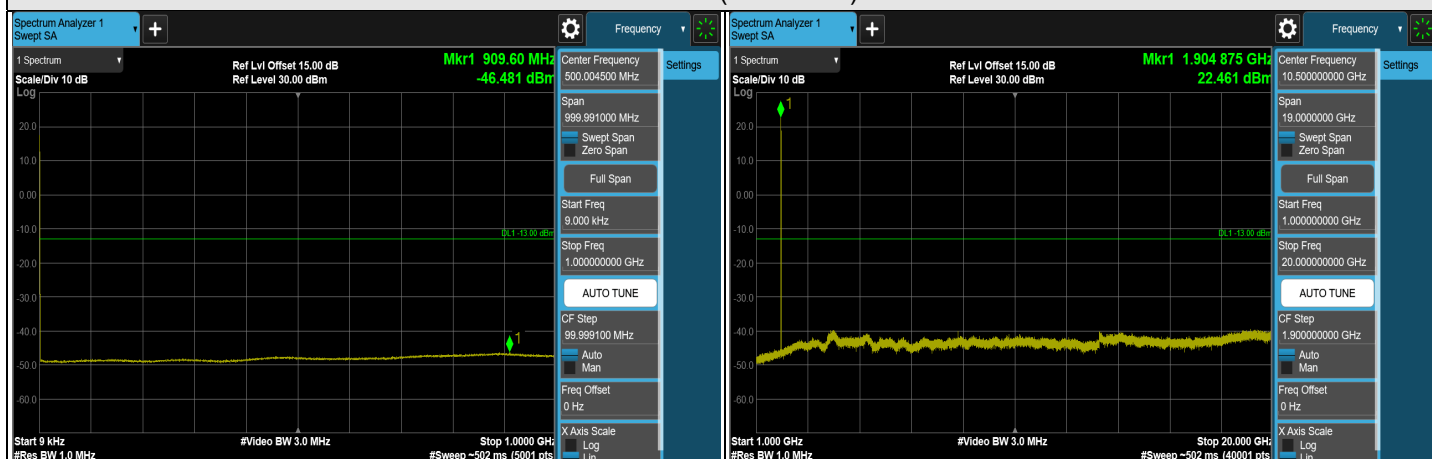 Spectrum Analyzer 1
Swept SA
+
Frequency
1 Spectrum
Scale/Div 10 dB
Log
Ref Lvl Offset 15.00 dB
Ref Level 30.00 dBm
Mkr1 909.60 MHz
-46.481 dBm
1
20.0
10.0
0.00
-10.0
-20.0
-30.0
-40.0
-50.0
-60.0
DL1 -13.00 dBm
1
Start 9 kHz
#Res BW 1.0 MHz
#Video BW 3.0 MHz
Stop 1.0000 GHz
#Sweep ~502 ms (5001 pts
Center Frequency
500.004500 MHz
Span
999.991000 MHz
Swept Span
Zero Span
Full Span
Start Freq
9.000 kHz
Stop Freq
1.000000000 GHz
AUTO TUNE
CF Step
99.999100 MHz
Auto
Man
Freq Offset
0 Hz
X Axis Scale
Log
Lin
Settings
Spectrum Analyzer 1
Swept SA
+
Frequency
1 Spectrum
Scale/Div 10 dB
Log
Ref Lvl Offset 15.00 dB
Ref Level 30.00 dBm
Mkr1 1.904 875 GHz
22.461 dBm
1
20.0
10.0
0.00
-10.0
-20.0
-30.0
-40.0
-50.0
-60.0
DL1 -13.00 dBm
Start 1.000 GHz
#Res BW 1.0 MHz
#Video BW 3.0 MHz
Stop 20.000 GHz
#Sweep ~502 ms (40001 pts
Center Frequency
10.500000000 GHz
Span
19.0000000 GHz
Swept Span
Zero Span
Full Span
Start Freq
1.000000000 GHz
Stop Freq
20.000000000 GHz
AUTO TUNE
CF Step
1.900000000 GHz
Auto
Man
Freq Offset
0 Hz
X Axis Scale
Log
Lin
Settings